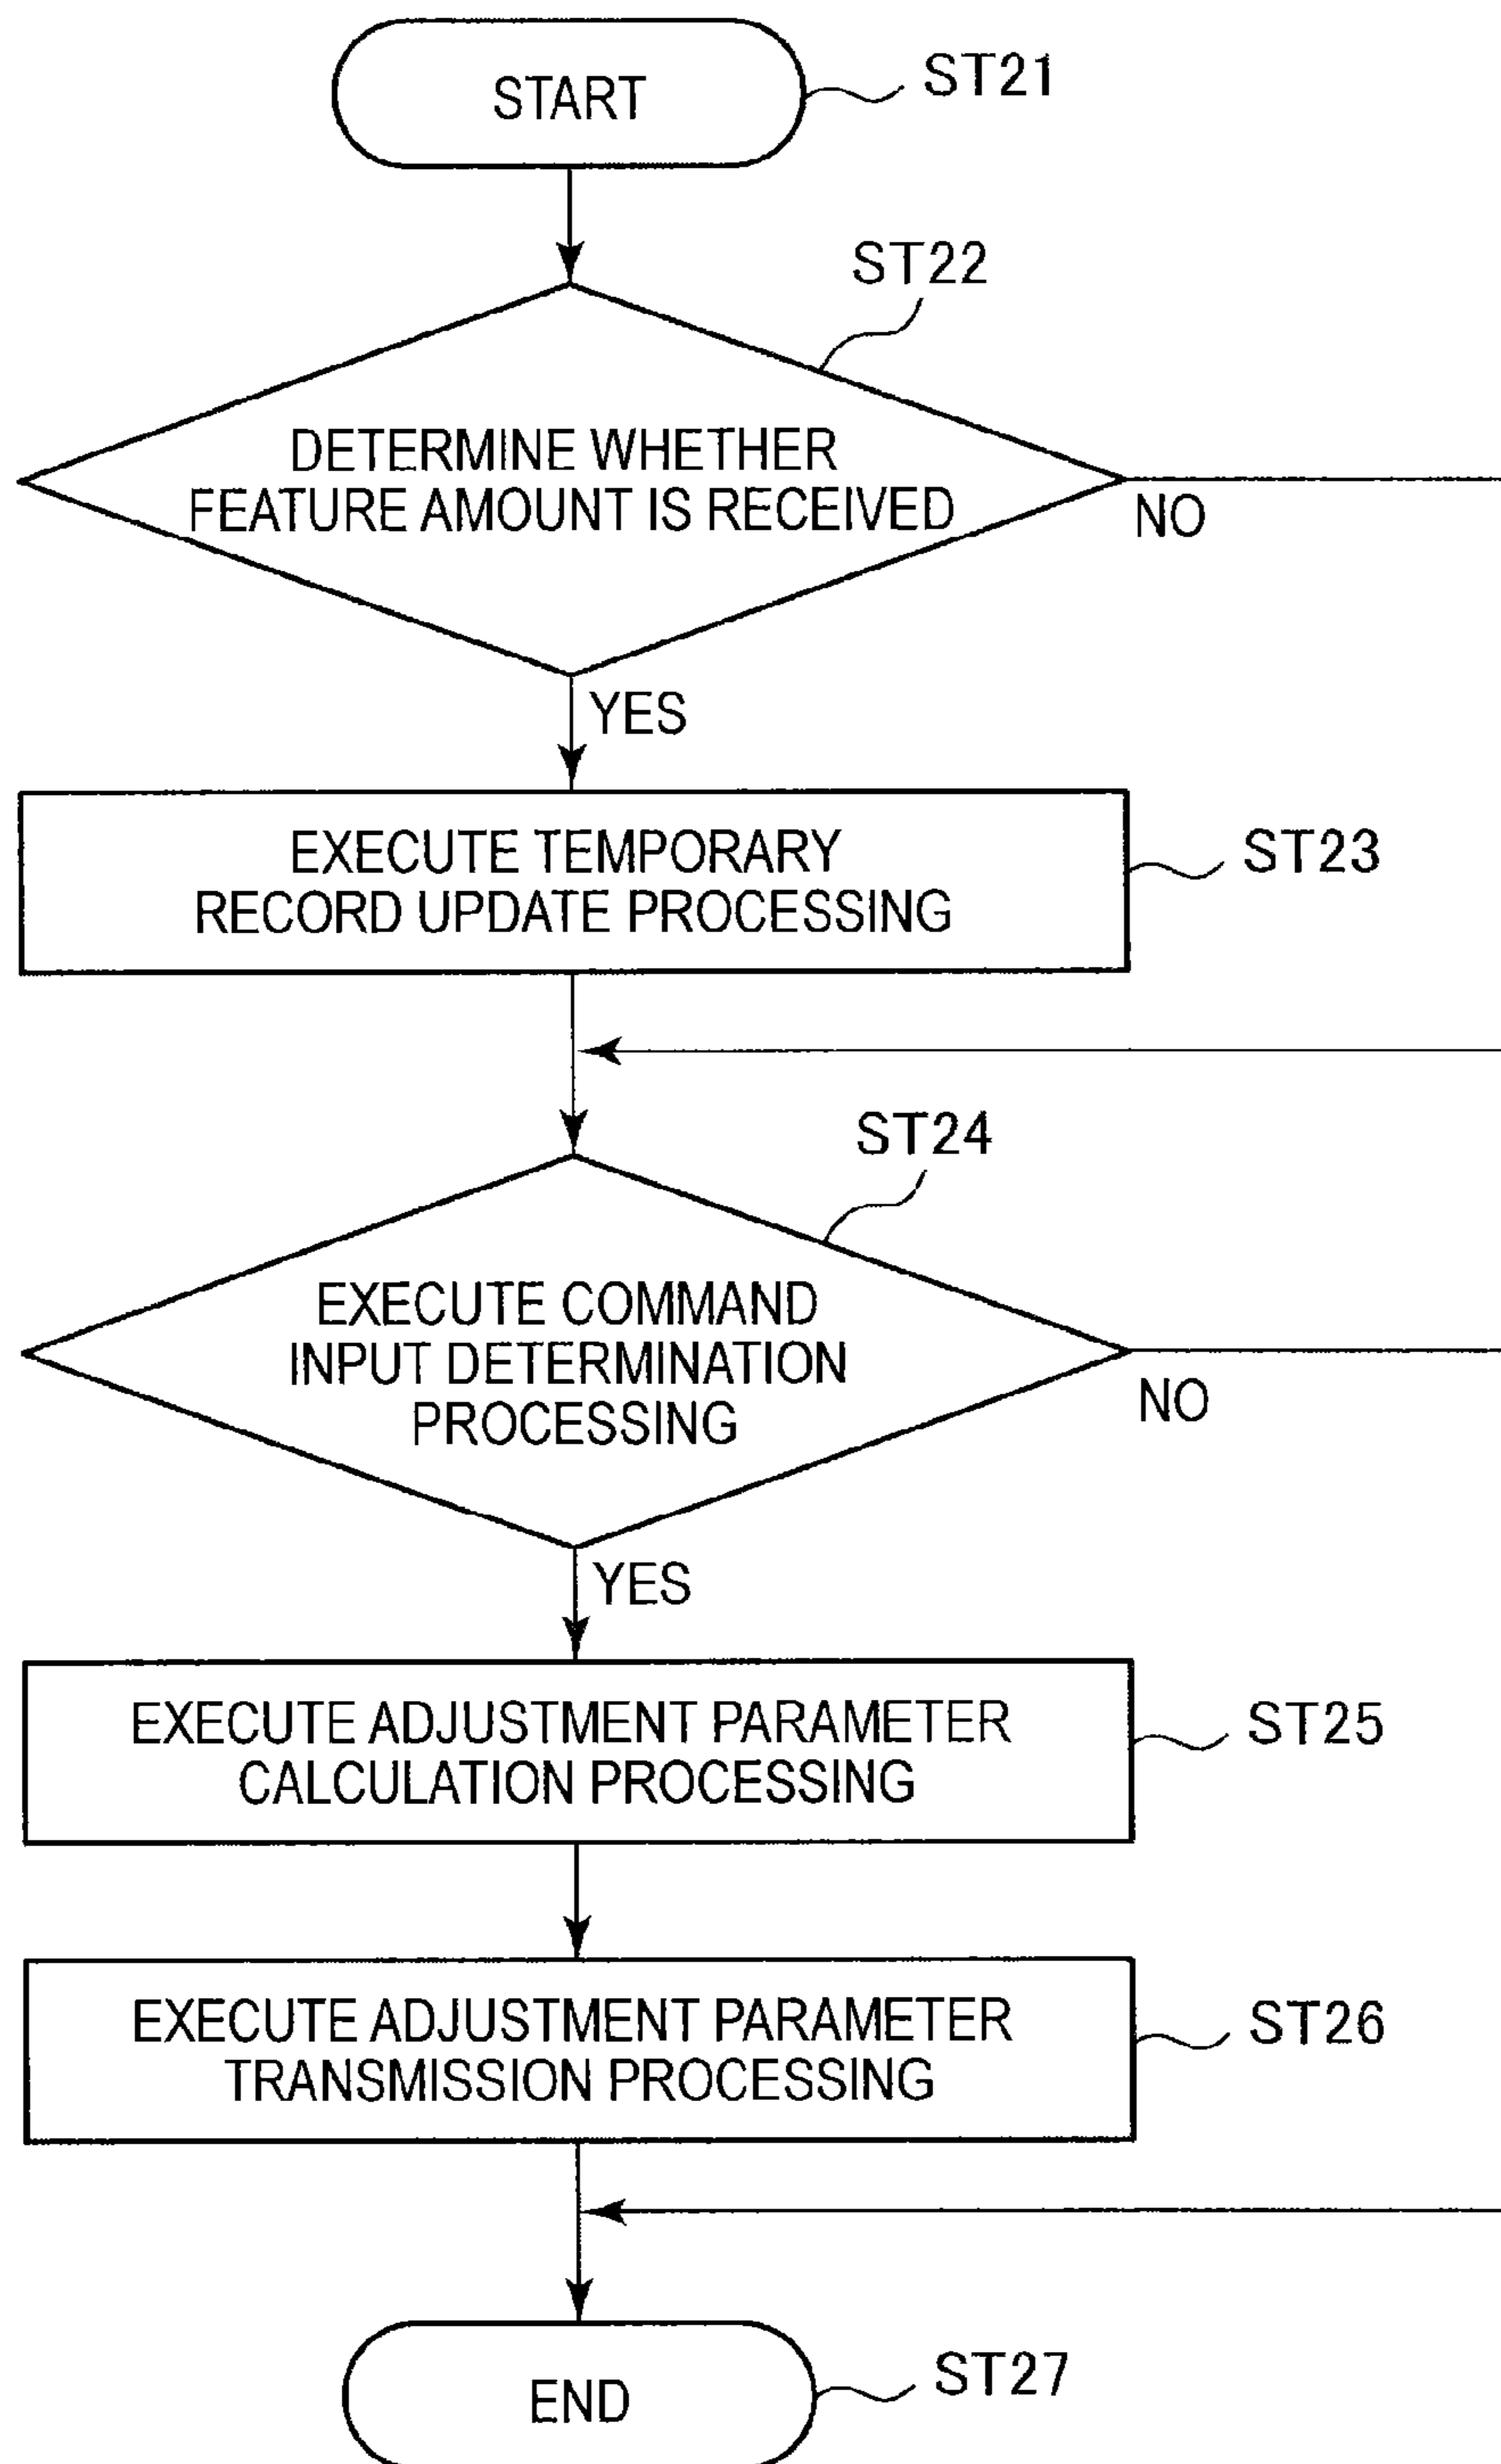 START
ST21
ST22
DETERMINE WHETHER
FEATURE AMOUNT IS RECEIVED
NO
YES
EXECUTE TEMPORARY
RECORD UPDATE PROCESSING
ST23
ST24
EXECUTE COMMAND
INPUT DETERMINATION
PROCESSING
NO
YES
EXECUTE ADJUSTMENT PARAMETER
CALCULATION PROCESSING
ST25
EXECUTE ADJUSTMENT PARAMETER
TRANSMISSION PROCESSING
ST26
END
ST27